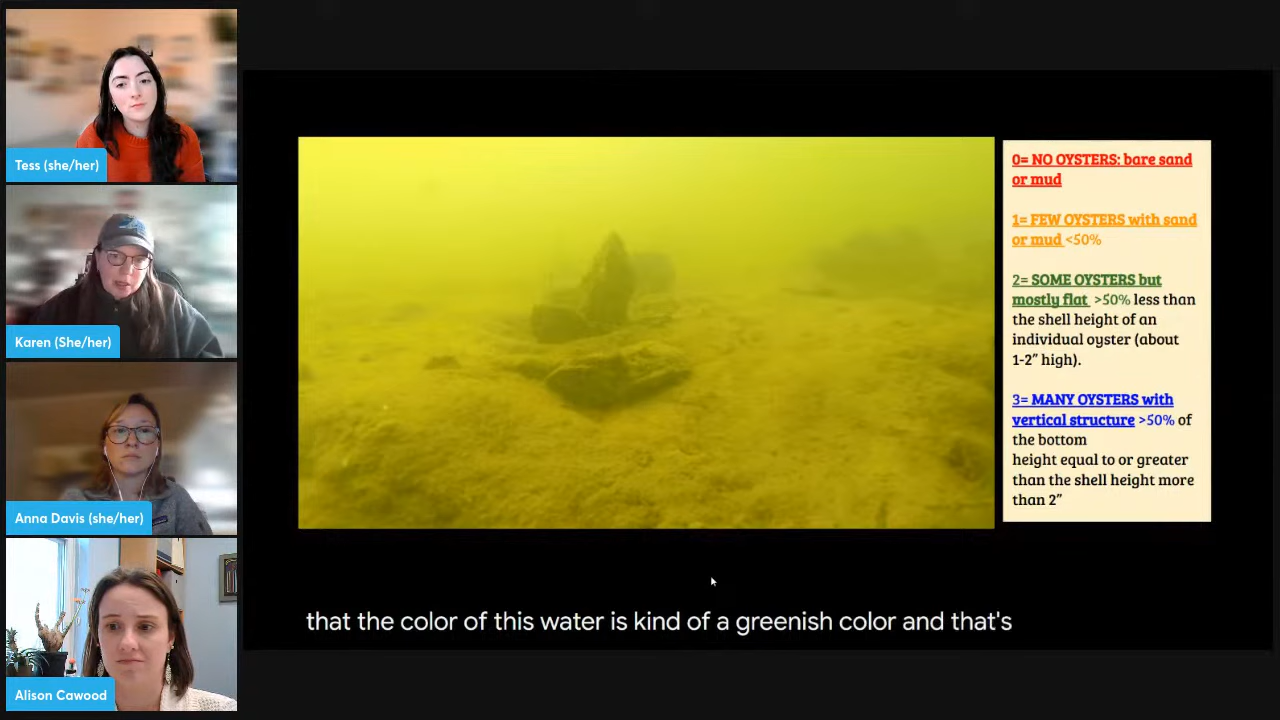 Tess (she/her)
Karen (She/her)
Anna Davis (she/her)
Alison Cawood
0= NO OYSTERS: bare sand
or mud
1= FEW OYSTERS with sand
or mud <50%
2= SOME OYSTERS but
mostly flat >50% less than
the shell height of an
individual oyster (about
1-2″ high).
3= MANY OYSTERS with
vertical structure >50% of
the bottom
height equal to or greater
than the shell height more
than 2″
that the color of this water is kind of a greenish color and that's